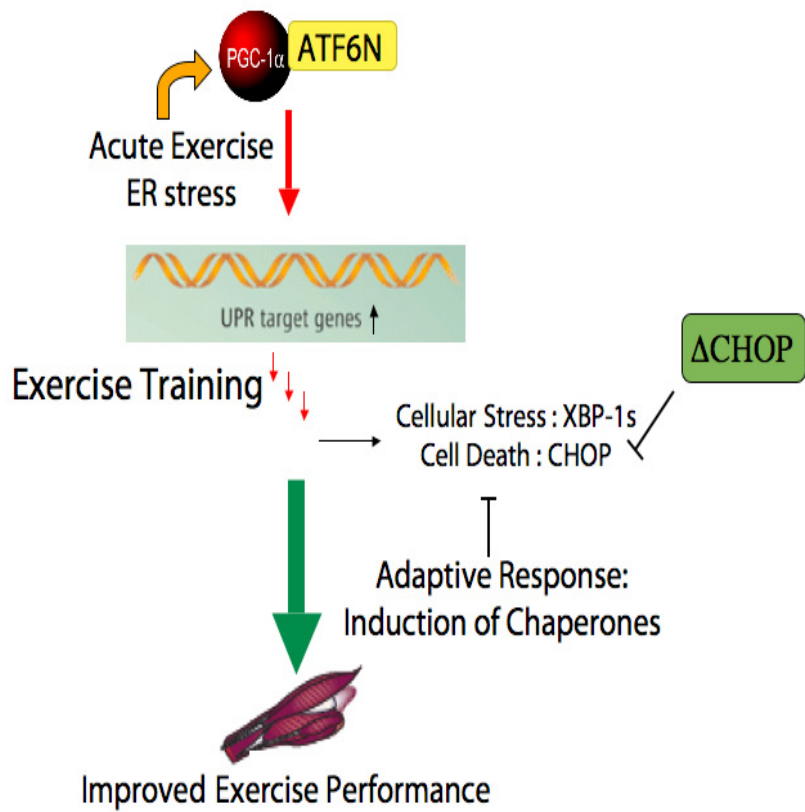 PGC-1α
ATF6N
Acute Exercise
ER stress
UPR target genes
Exercise Training
ΔCHOP
Cellular Stress : XBP-1s
Cell Death : CHOP
Adaptive Response:
Induction of Chaperones
Improved Exercise Performance